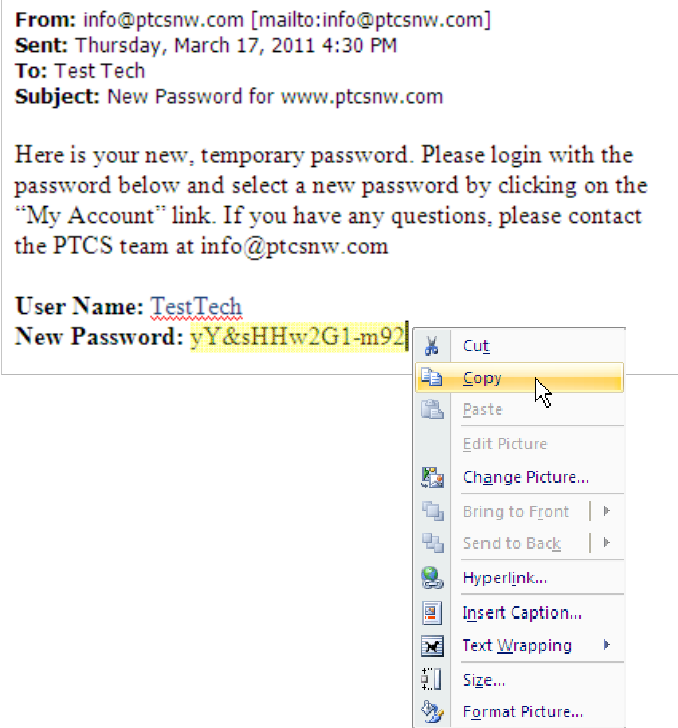 From: info@ptcsnw.com [mailto:info@ptcsnw.com]
Sent: Thursday, March 17, 2011 4:30 PM
To: Test Tech
Subject: New Password for www.ptcsnw.com
Here is your new, temporary password. Please login with the
password below and select a new password by clicking on the
“My Account” link. If you have any questions, please contact
the PTCS team at info@ptcsnw.com
User Name: TestTech
New Password: yY&sHHw2G1-m92
Cut
Copy
Paste
Edit Picture
Change Picture...
Bring to Front
Send to Back
Hyperlink...
Insert Caption...
Text Wrapping
Size...
Format Picture...